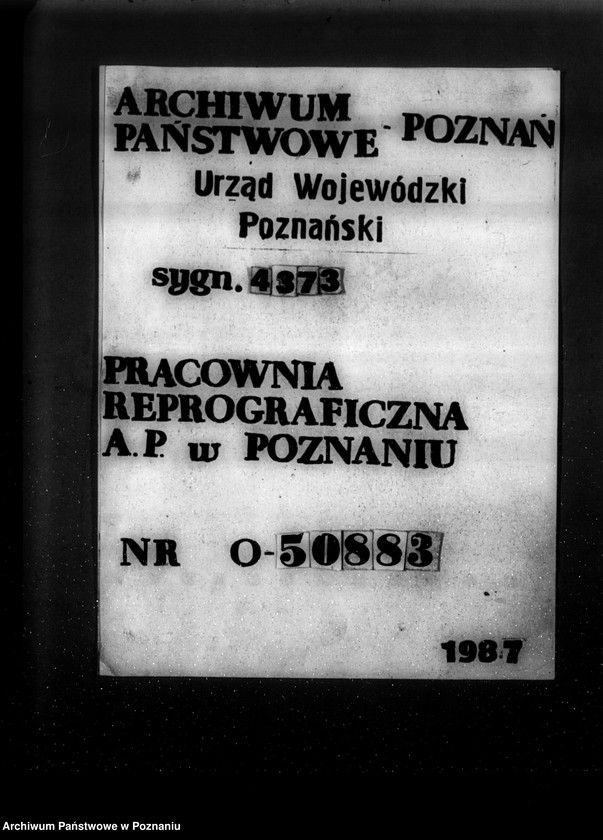 ARCHIWUM
PAŃSTWOWE - POZNAŃ
Urząd Wojewódzki
Poznański
sygn. 4373
PRACOWNIA
REPROGRAFICZNA
A.P. w POZNANIU
NR O-50883
1987
Archiwum Państwowe w Poznaniu